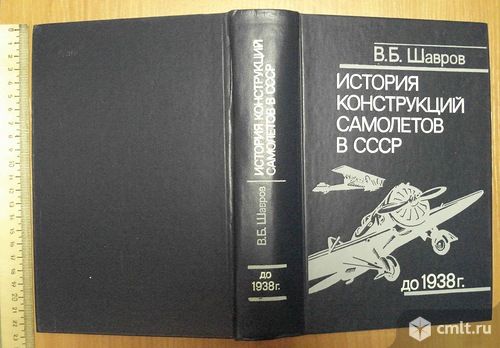 В.Б. Шавров
ИСТОРИЯ
КОНСТРУКЦИЙ
САМОЛЕТОВ
В СССР
до 1938 г.
В.Б. Шавров
ИСТОРИЯ КОНСТРУКЦИЙ
САМОЛЕТОВ В СССР
до
1938 г.
cmlt.ru